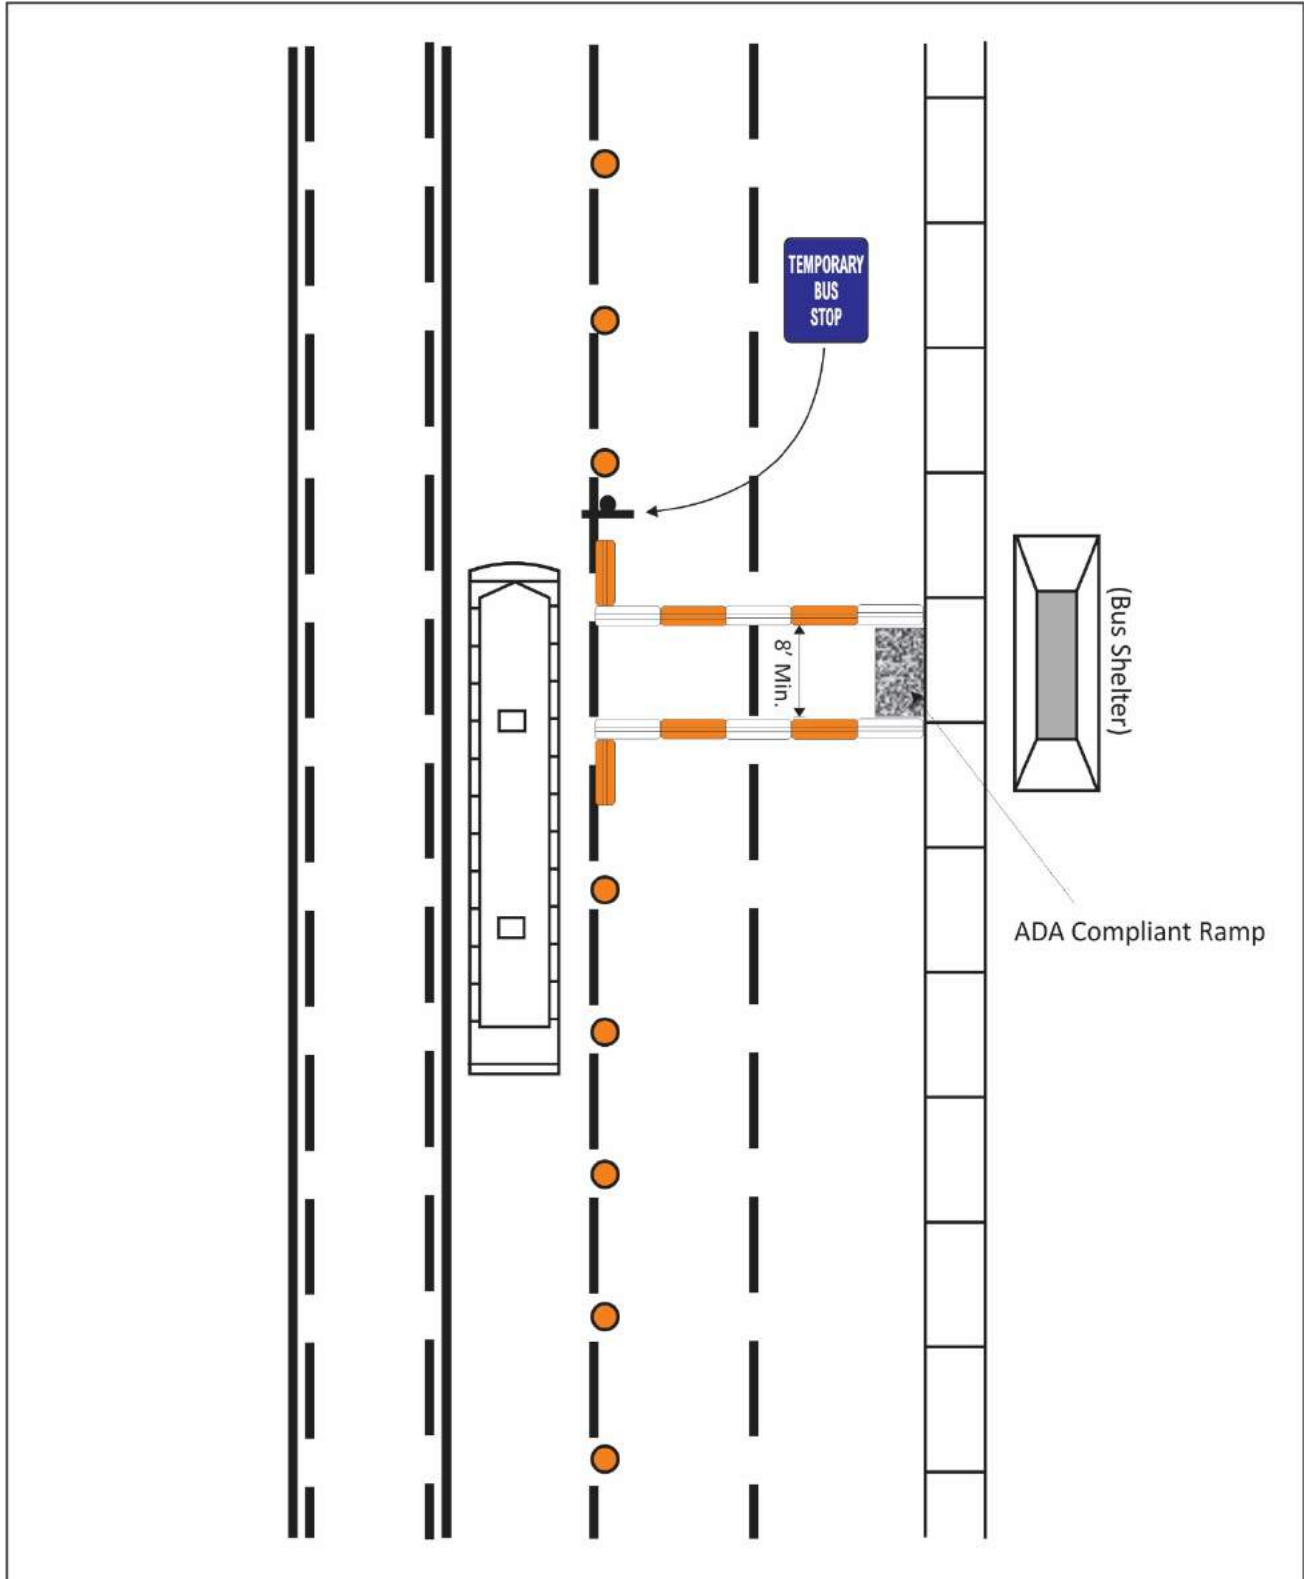 TEMPORARY
BUS
STOP
8' Min.
(Bus Shelter)
ADA Compliant Ramp